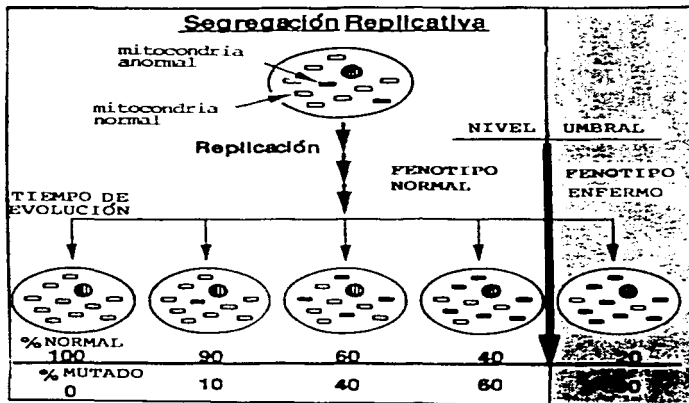 Segregación Replicativa
mitocondria
anormal
mitocondria
normal
Replicación
NIVEL UMBRAL
FENOTIPO
NORMAL
FENOTIPO
ENFERMO
TIEMPO DE
EVOLUCIÓN
% NORMAL
100 90 60 40 20
% MUTADO
0 10 40 60